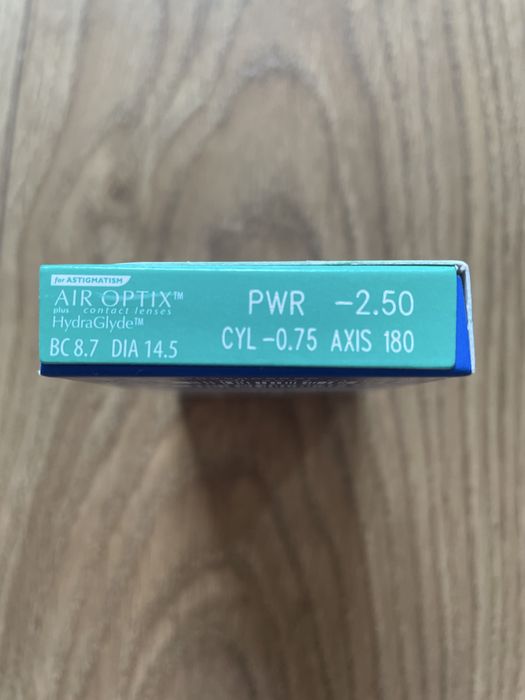 for ASTIGMATISM
AIR OPTIX™
plus contact lenses
HydraGlyde™
BC 8.7 DIA 14.5
PWR -2.50
CYL -0.75 AXIS 180